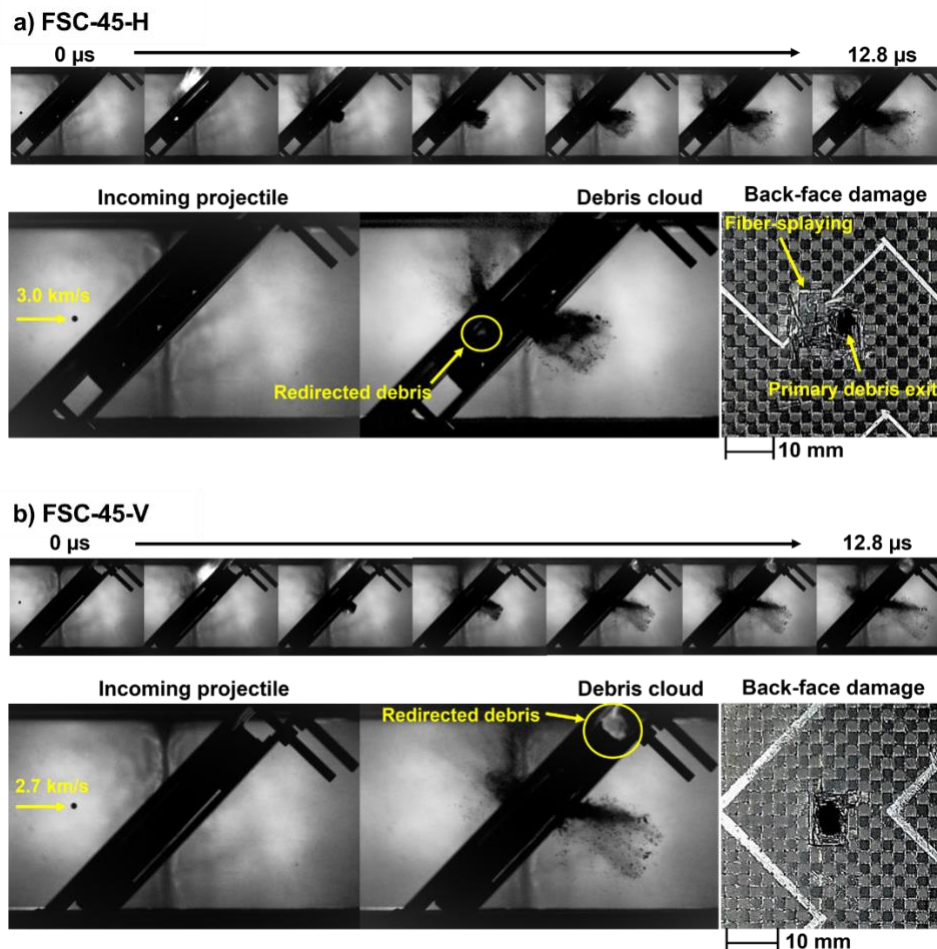 a) FSC-45-H
0 µs
12.8 µs
Incoming projectile
Debris cloud
Back-face damage
Fiber-splaying
3.0 km/s
Redirected debris
Primary debris exit
10 mm
b) FSC-45-V
0 µs
12.8 µs
Incoming projectile
Debris cloud
Back-face damage
Redirected debris
2.7 km/s
10 mm